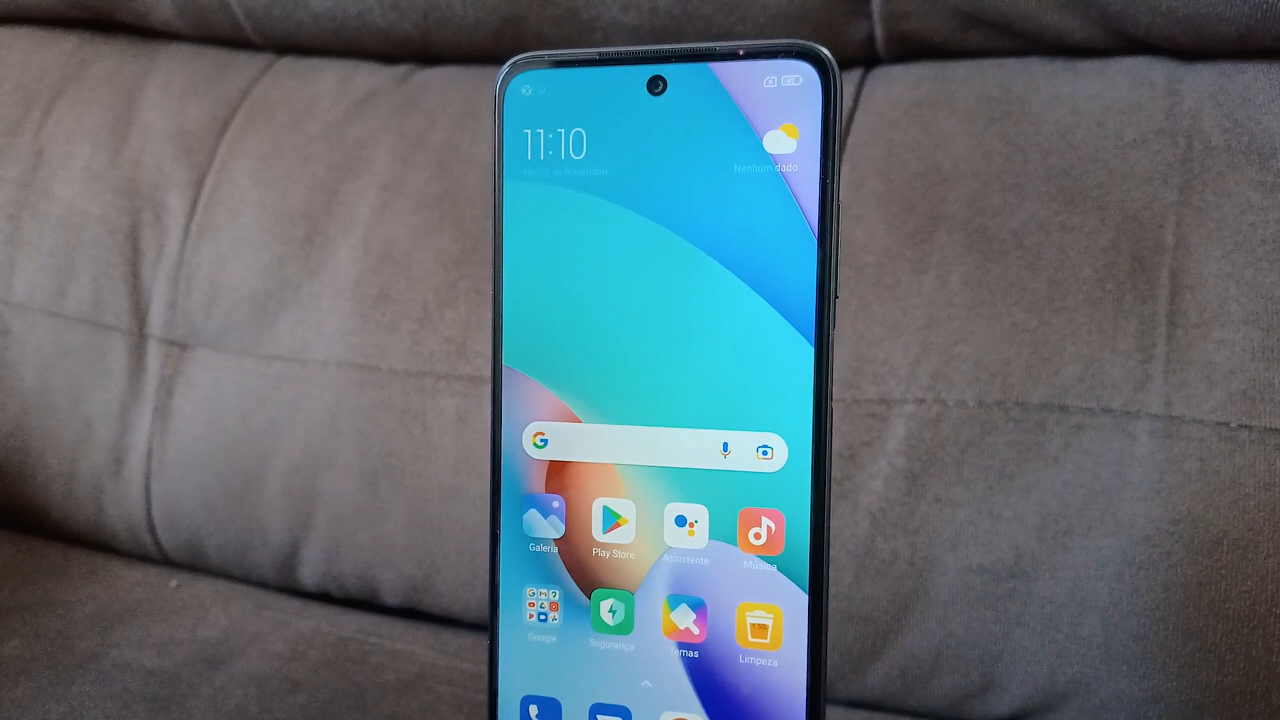 11:10
Nenhum dado
Galeria
Play Store
Assistente
Música
Google
Segurança
Temas
Limpeza